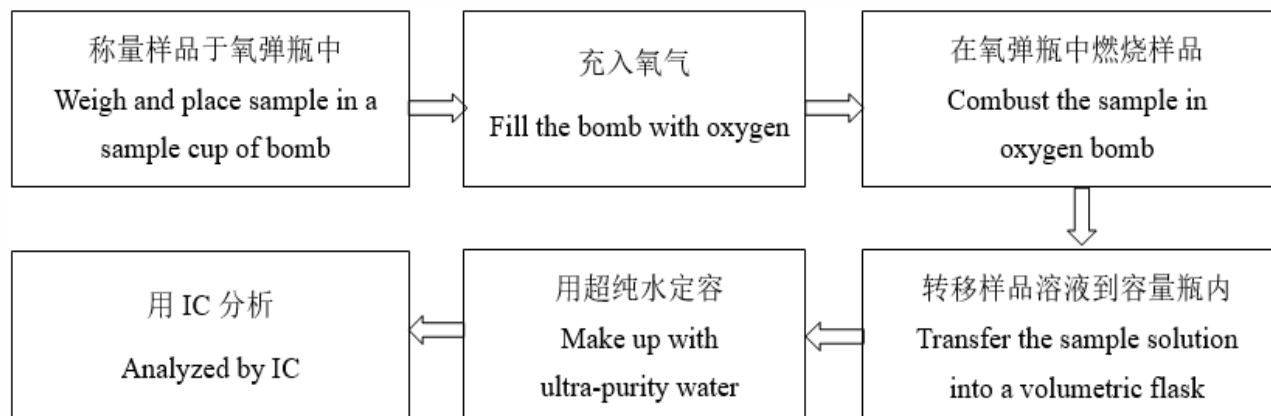 称量样品于氧弹瓶中
Weigh and place sample in a
sample cup of bomb
充入氧气
Fill the bomb with oxygen
在氧弹瓶中燃烧样品
Combust the sample in
oxygen bomb
转移样品溶液到容量瓶内
Transfer the sample solution
into a volumetric flask
用超纯水定容
Make up with
ultra-purity water
用 IC 分析
Analyzed by IC